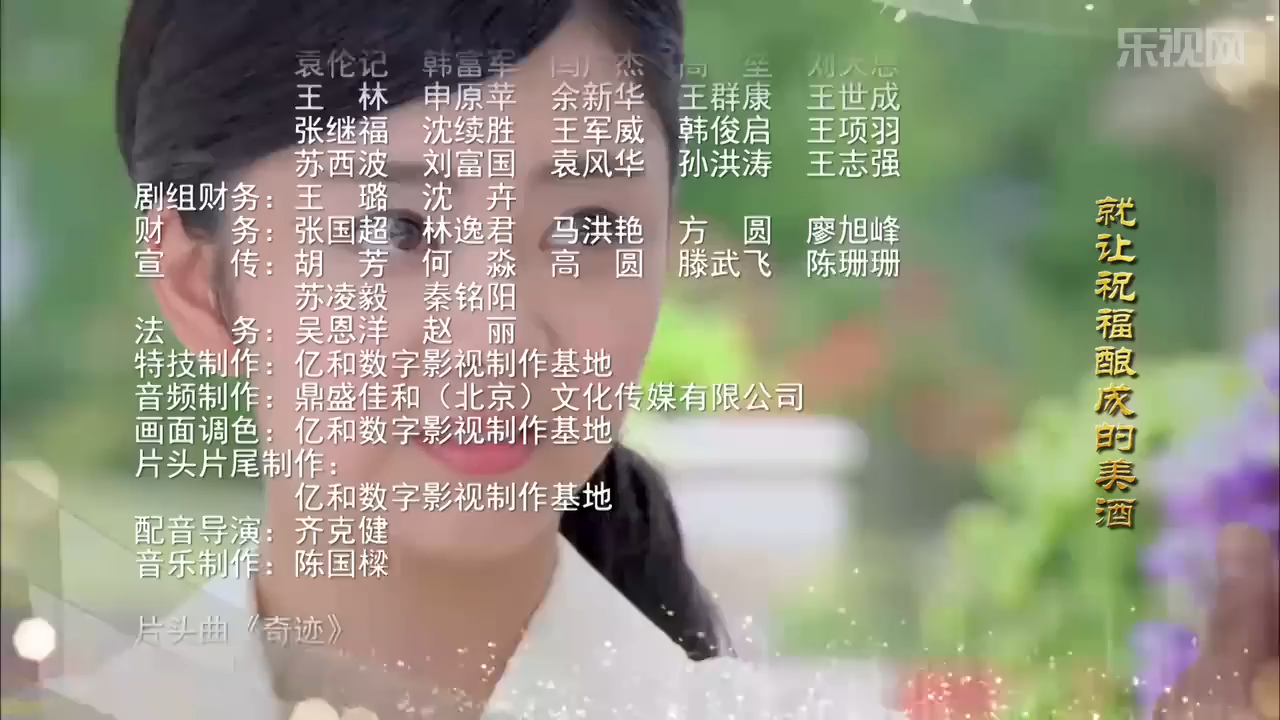 乐视网
袁伦记 韩富军
王 林 申原苹 余新华 王群康 王世成
张继福 沈续胜 王军威 韩俊启 王项羽
苏西波 刘富国 袁风华 孙洪涛 王志强
剧组财务：王 璐 沈 卉
财 务：张国超 林逸君 马洪艳 方 圆 廖旭峰
宣 传：胡 芳 何 淼 高 圆 滕武飞 陈珊珊
苏凌毅 秦铭阳
法 务：吴恩洋 赵 丽
特技制作：亿和数字影视制作基地
音频制作：鼎盛佳和（北京）文化传媒有限公司
画面调色：亿和数字影视制作基地
片头片尾制作：
亿和数字影视制作基地
配音导演：齐克健
音乐制作：陈国樑
片头曲《奇迹》
就让祝福酿成的美酒